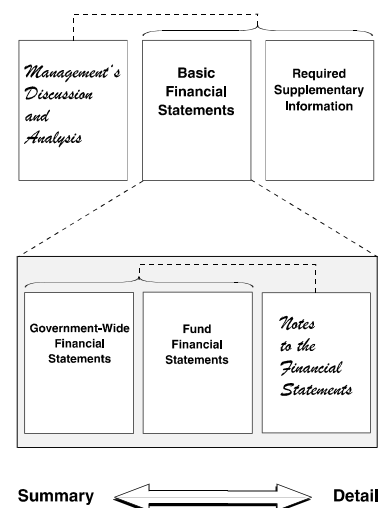 Management's
Discussion
and
Analysis
Basic
Financial
Statements
Required
Supplementary
Information
Government-Wide
Financial
Statements
Fund
Financial
Statements
Notes
to the
Financial
Statements
Summary Detail